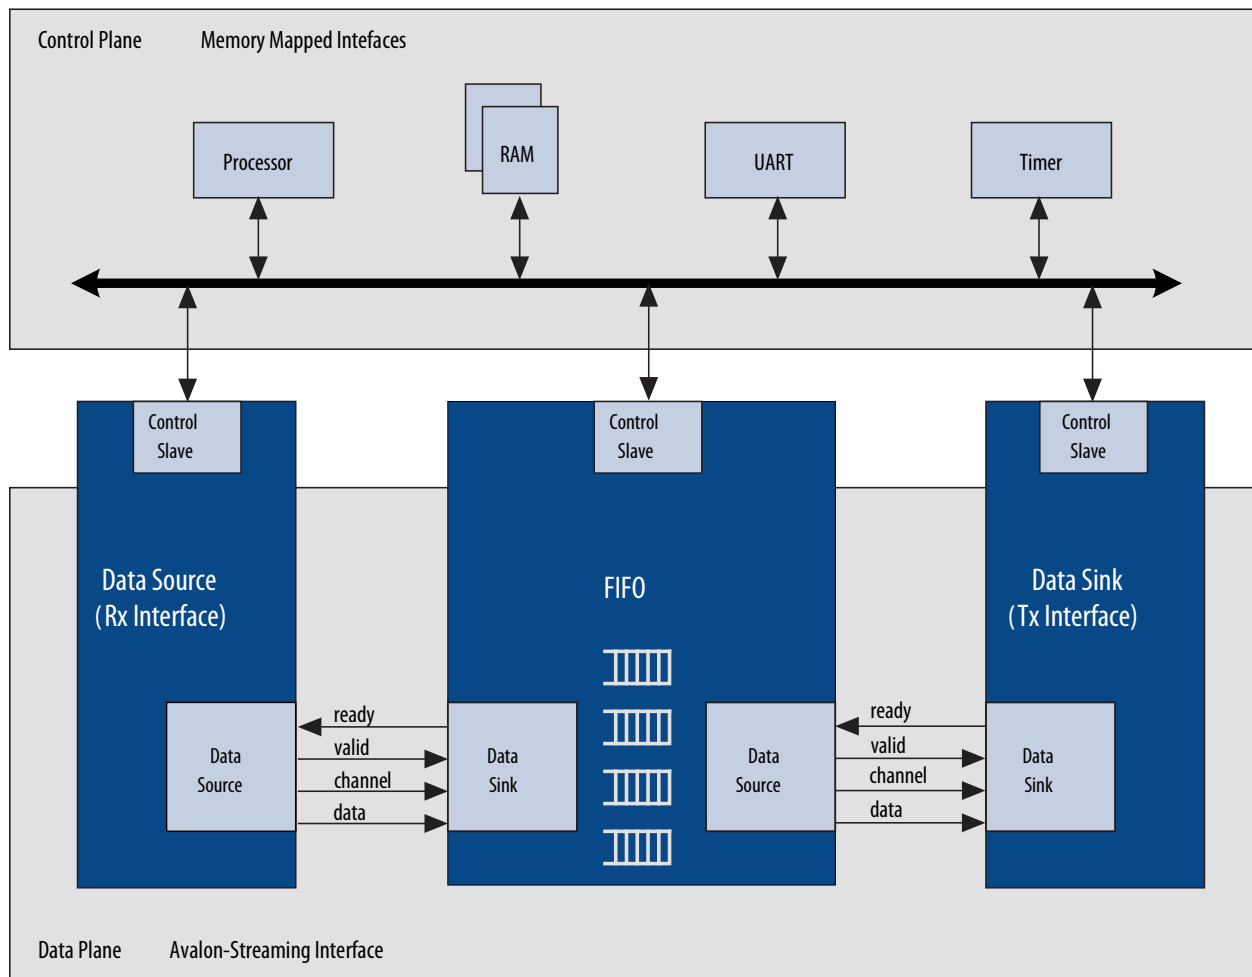 Control Plane Memory Mapped Intefaces
Processor
RAM
UART
Timer
Control
Slave
Control
Slave
Control
Slave
Data Source
(Rx Interface)
FIFO
Data Sink
(Tx Interface)
Data
Source
ready
valid
channel
data
Data
Sink
Data
Source
ready
valid
channel
data
Data
Sink
Data Plane Avalon-Streaming Interface